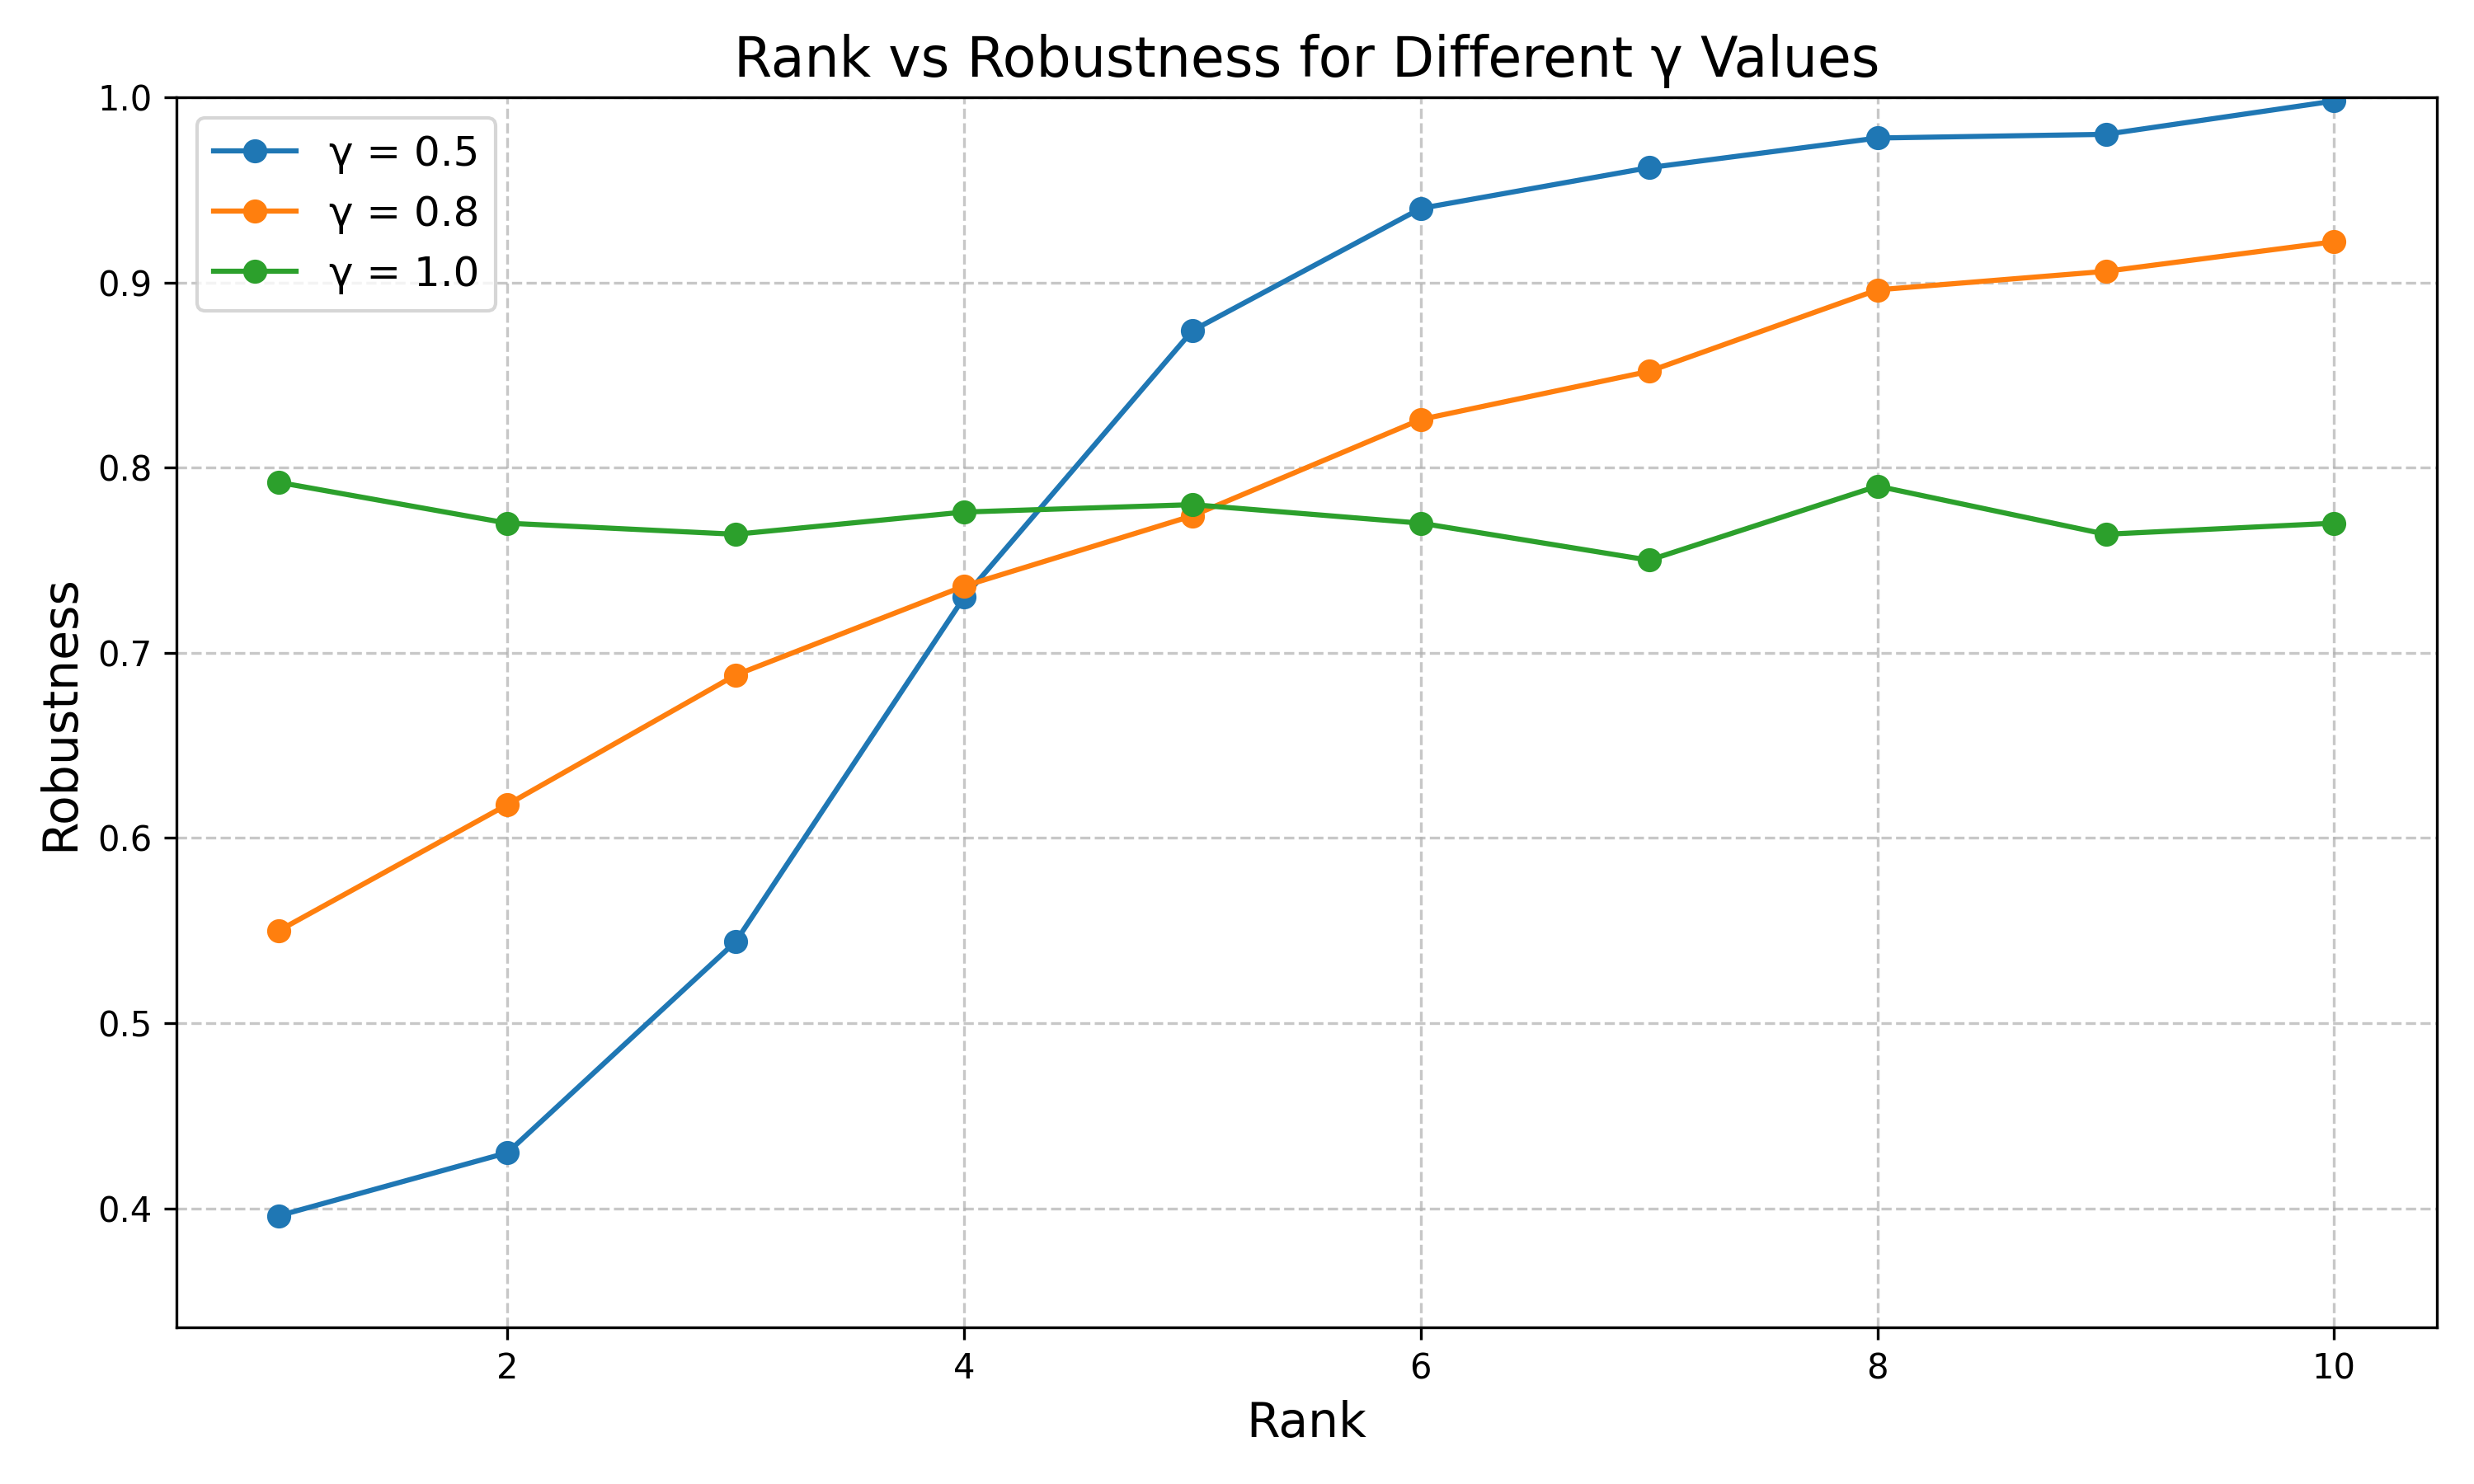 Rank vs Robustness for Different γ Values
γ = 0.5
γ = 0.8
γ = 1.0
Robustness
1.0
0.9
0.8
0.7
0.6
0.5
0.4
2 4 6 8 10
Rank